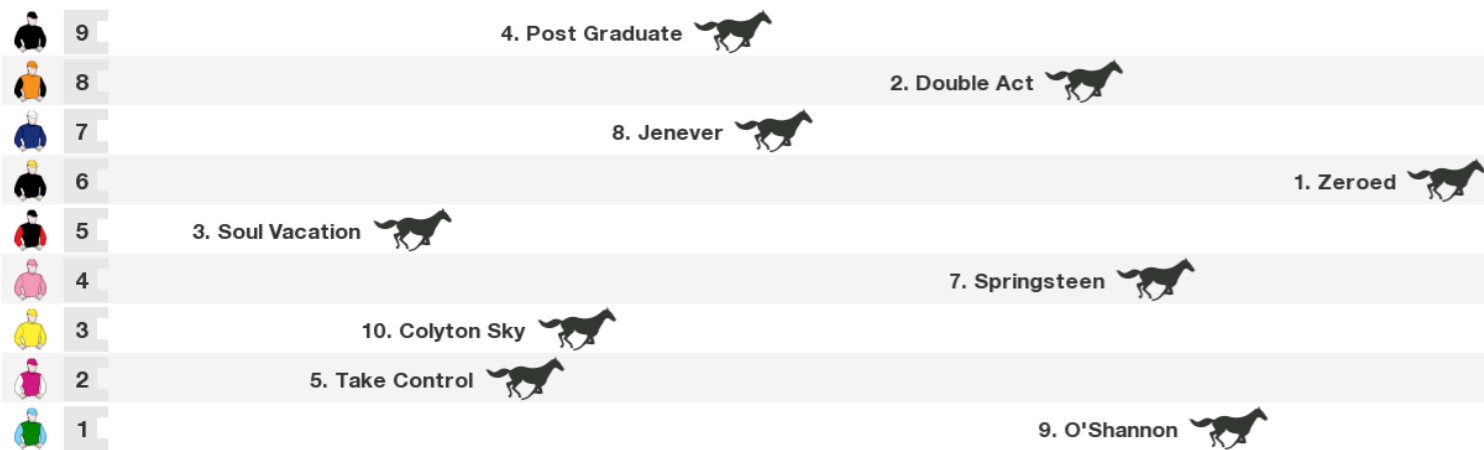 9 4. Post Graduate
8 2. Double Act
7 8. Jenever
6 1. Zeroed
5 3. Soul Vacation
4 7. Springsteen
3 10. Colyton Sky
2 5. Take Control
1 9. O'Shannon